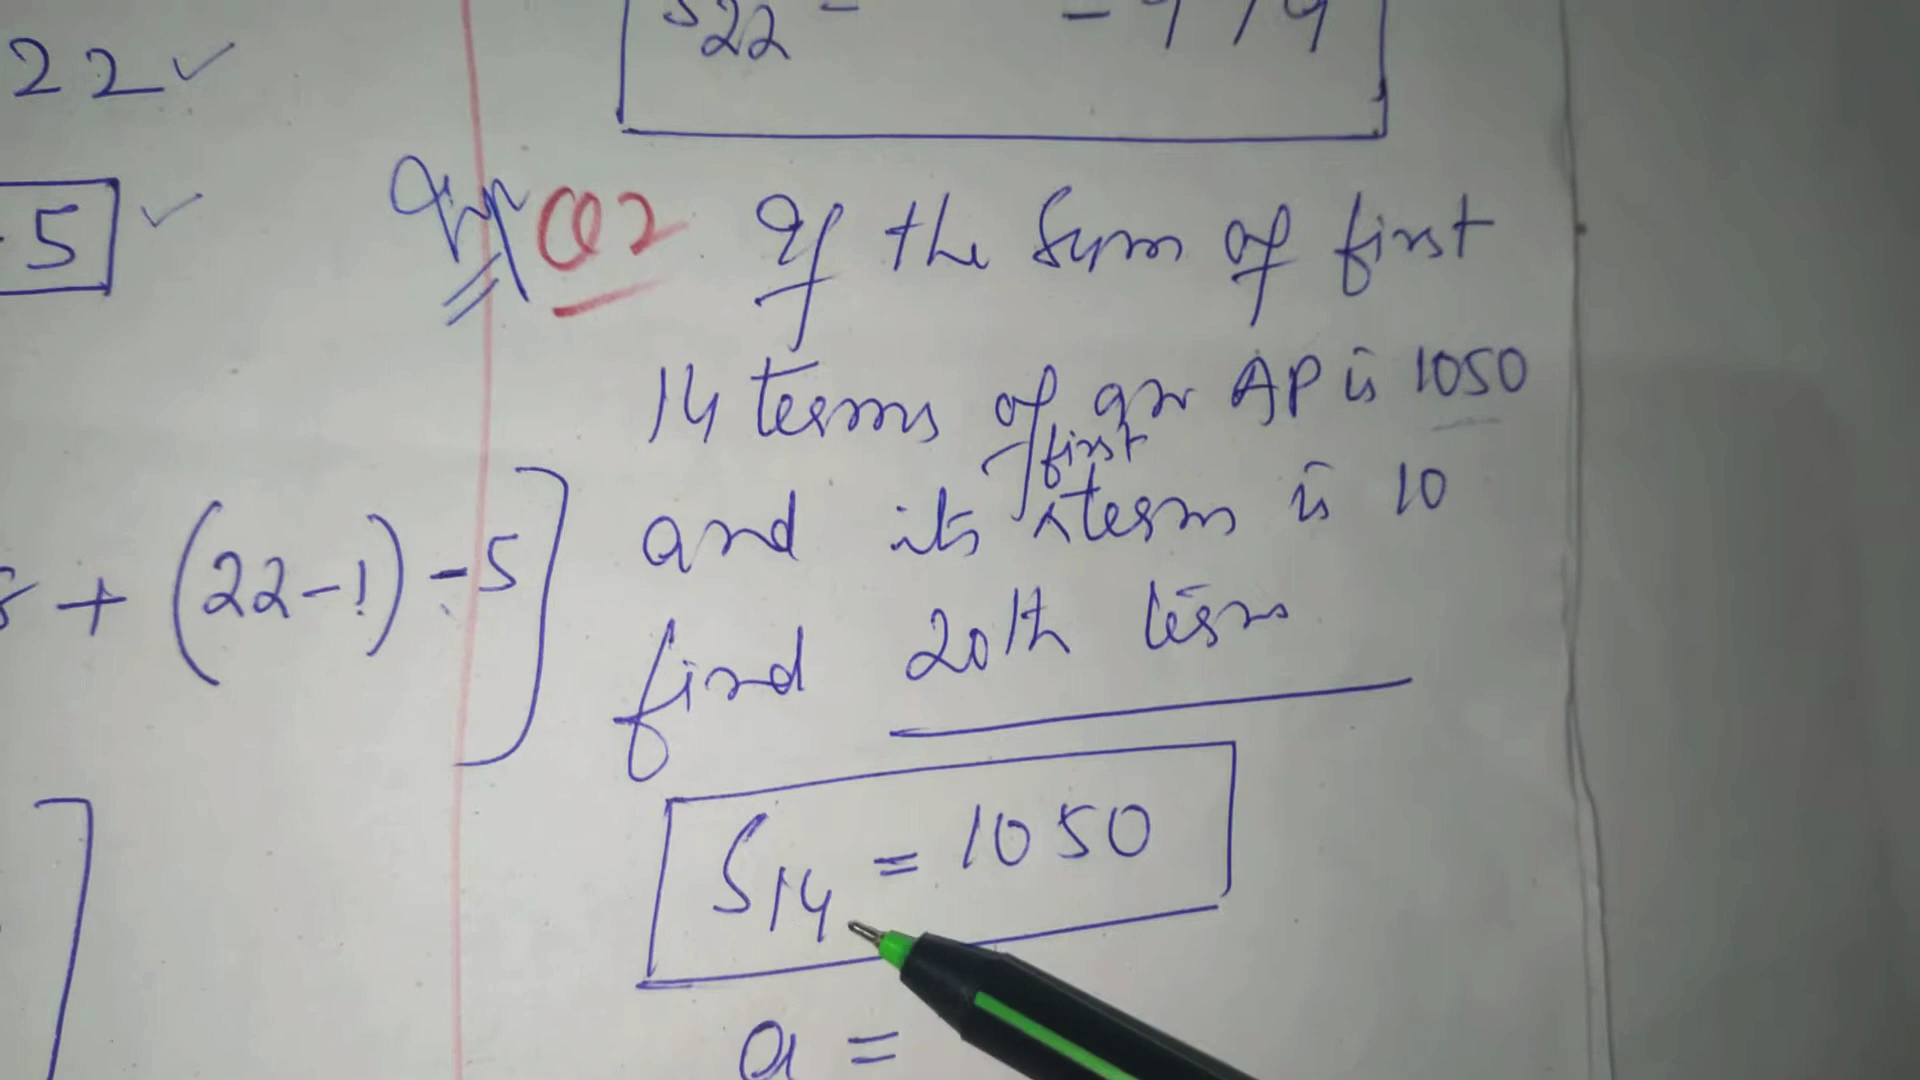 22✓
5 ✓
+ (22-1) -5 ]
S22 =
Q2 If the Sum of first
14 terms of an AP is 1050
and its first term is 10
find 20th term
S14 = 1050
a =